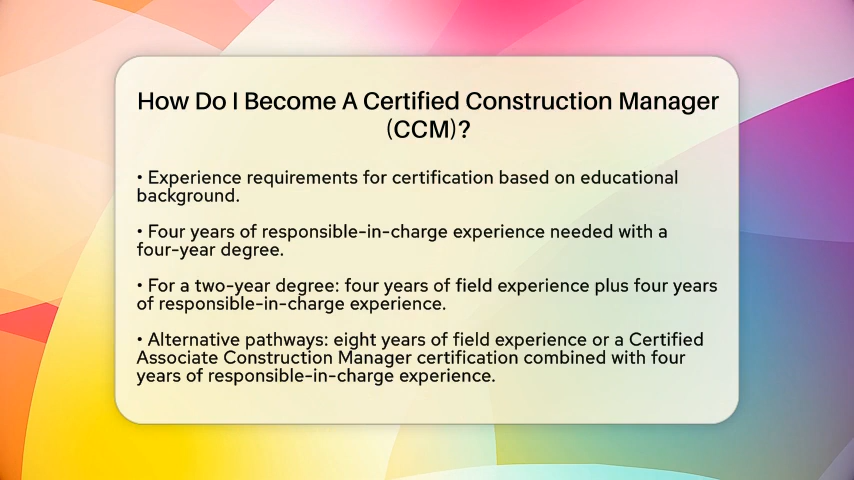 How Do I Become A Certified Construction Manager
(CCM)?
• Experience requirements for certification based on educational
background.
• Four years of responsible-in-charge experience needed with a
four-year degree.
• For a two-year degree: four years of field experience plus four years
of responsible-in-charge experience.
• Alternative pathways: eight years of field experience or a Certified
Associate Construction Manager certification combined with four
years of responsible-in-charge experience.